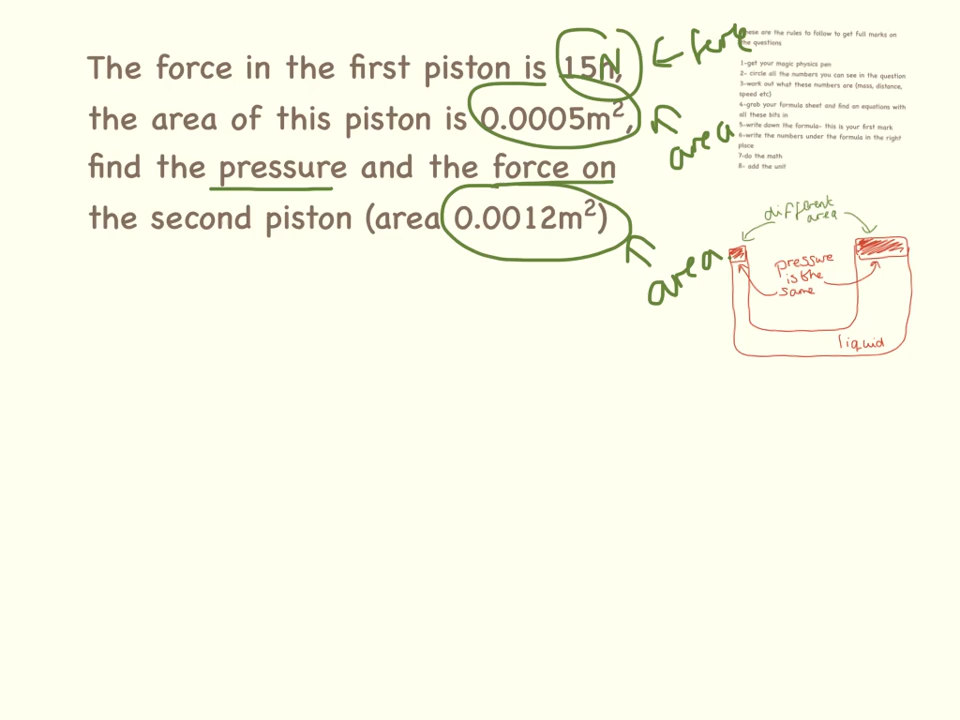 The force in the first piston is 15N,
the area of this piston is 0.0005m²,
find the pressure and the force on
the second piston (area 0.0012m²)
← force
area
area
these are the rules to follow to get full marks on
the questions
1-get your magic physics pen
2- circle all the numbers you can see in the question
3-work out what these numbers are (mass, distance,
speed etc)
4-grab your formula sheet and find an equations with
all these bits in
5-write down the formula- this is your first mark
6-write the numbers under the formula in the right
place
7-do the math
8- add the unit
different
area
pressure
is the
same
liquid